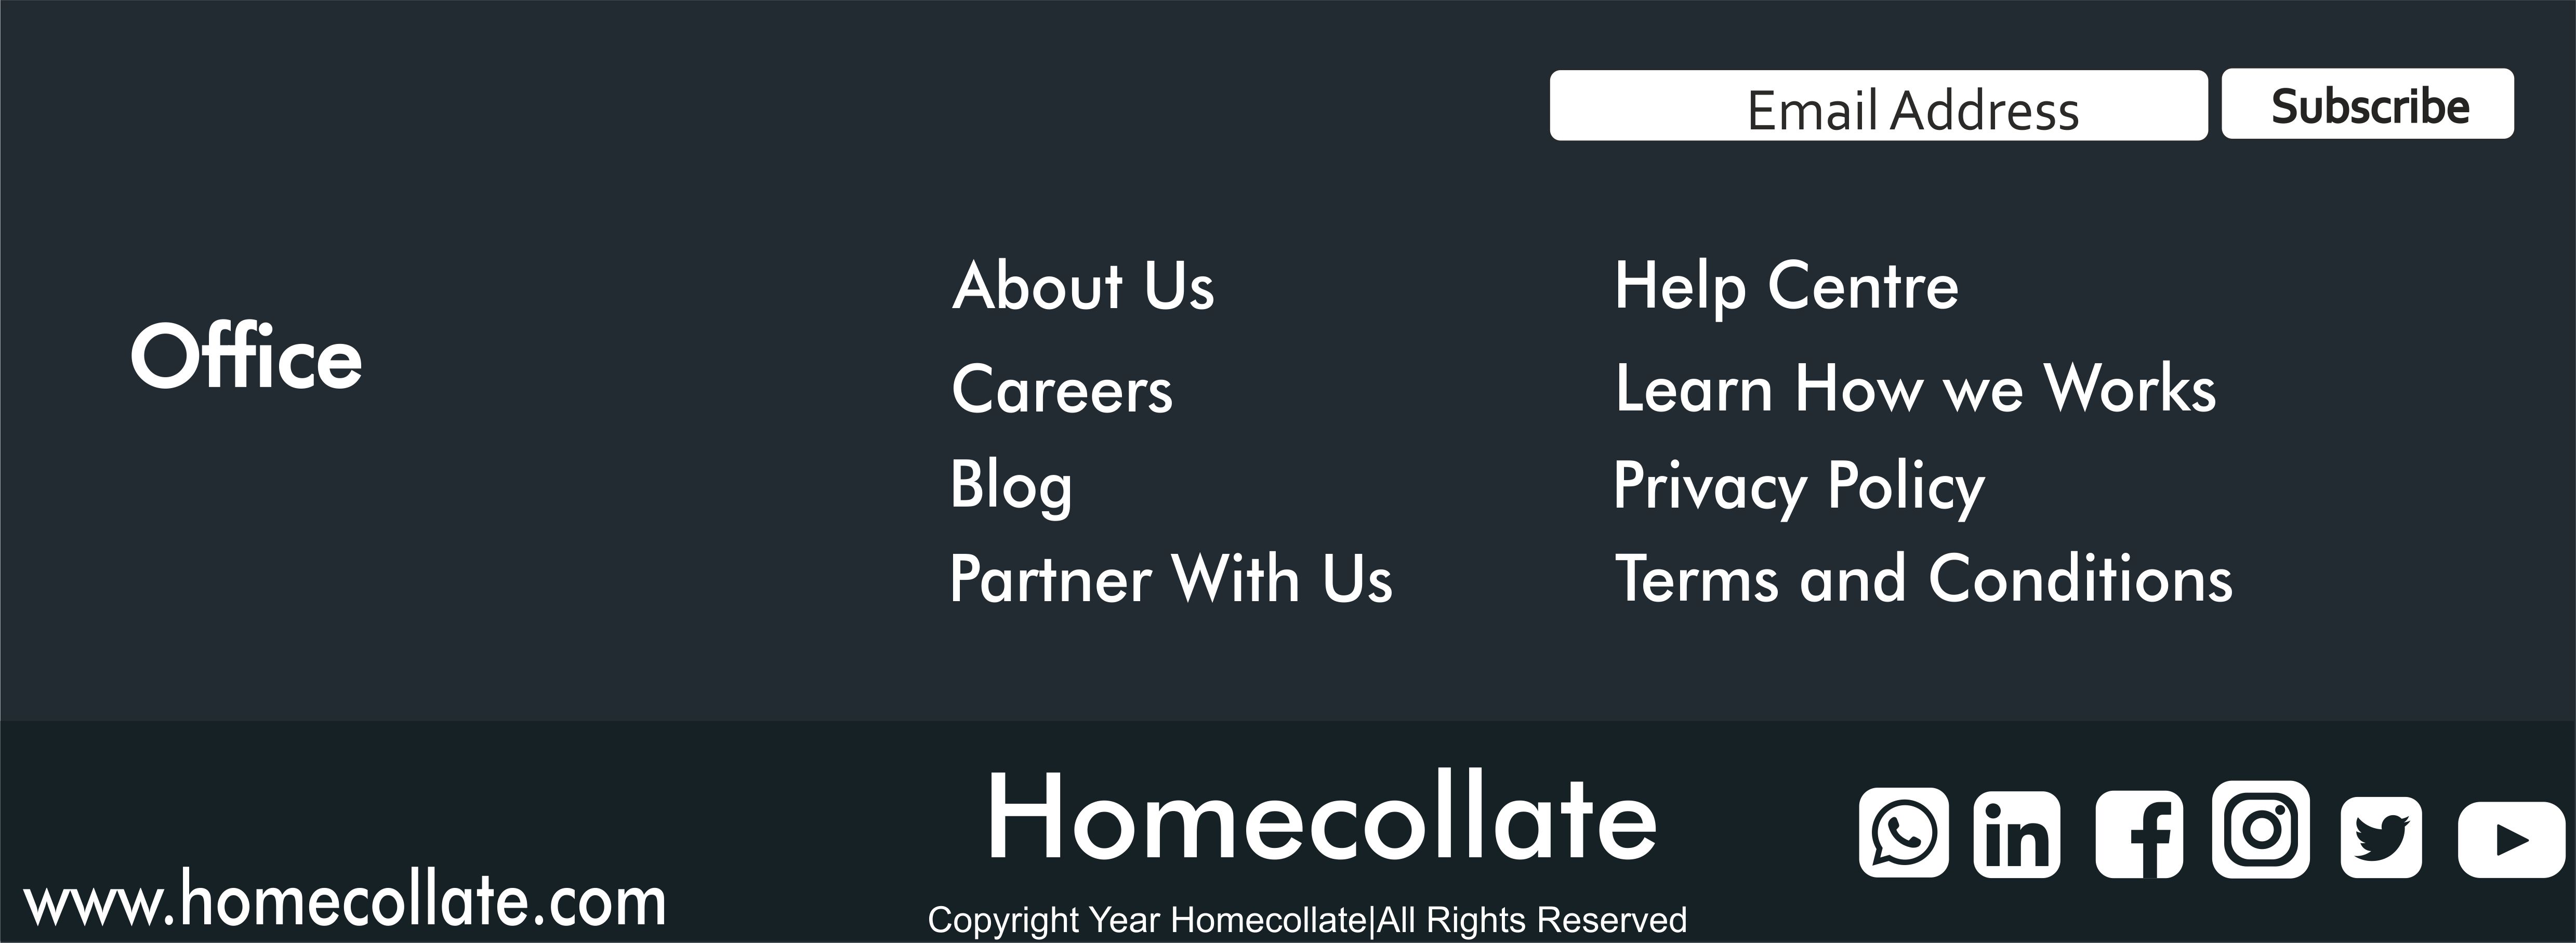 Email Address Subscribe
Office
About Us
Careers
Blog
Partner With Us
Help Centre
Learn How we Works
Privacy Policy
Terms and Conditions
Homecollate
www.homecollate.com
Copyright Year Homecollate|All Rights Reserved
in
f